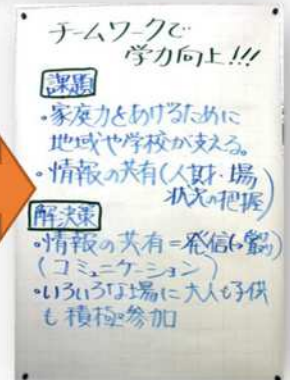 チームワークで
学力向上!!!
課題
・家庭力をあげるために
地域や学校が支える。
・情報の共有(人財・場
状況の把握)
解決策
・情報の共有=発信
(コミュニケーション)
・いろいろな場に大人も子供
も積極参加